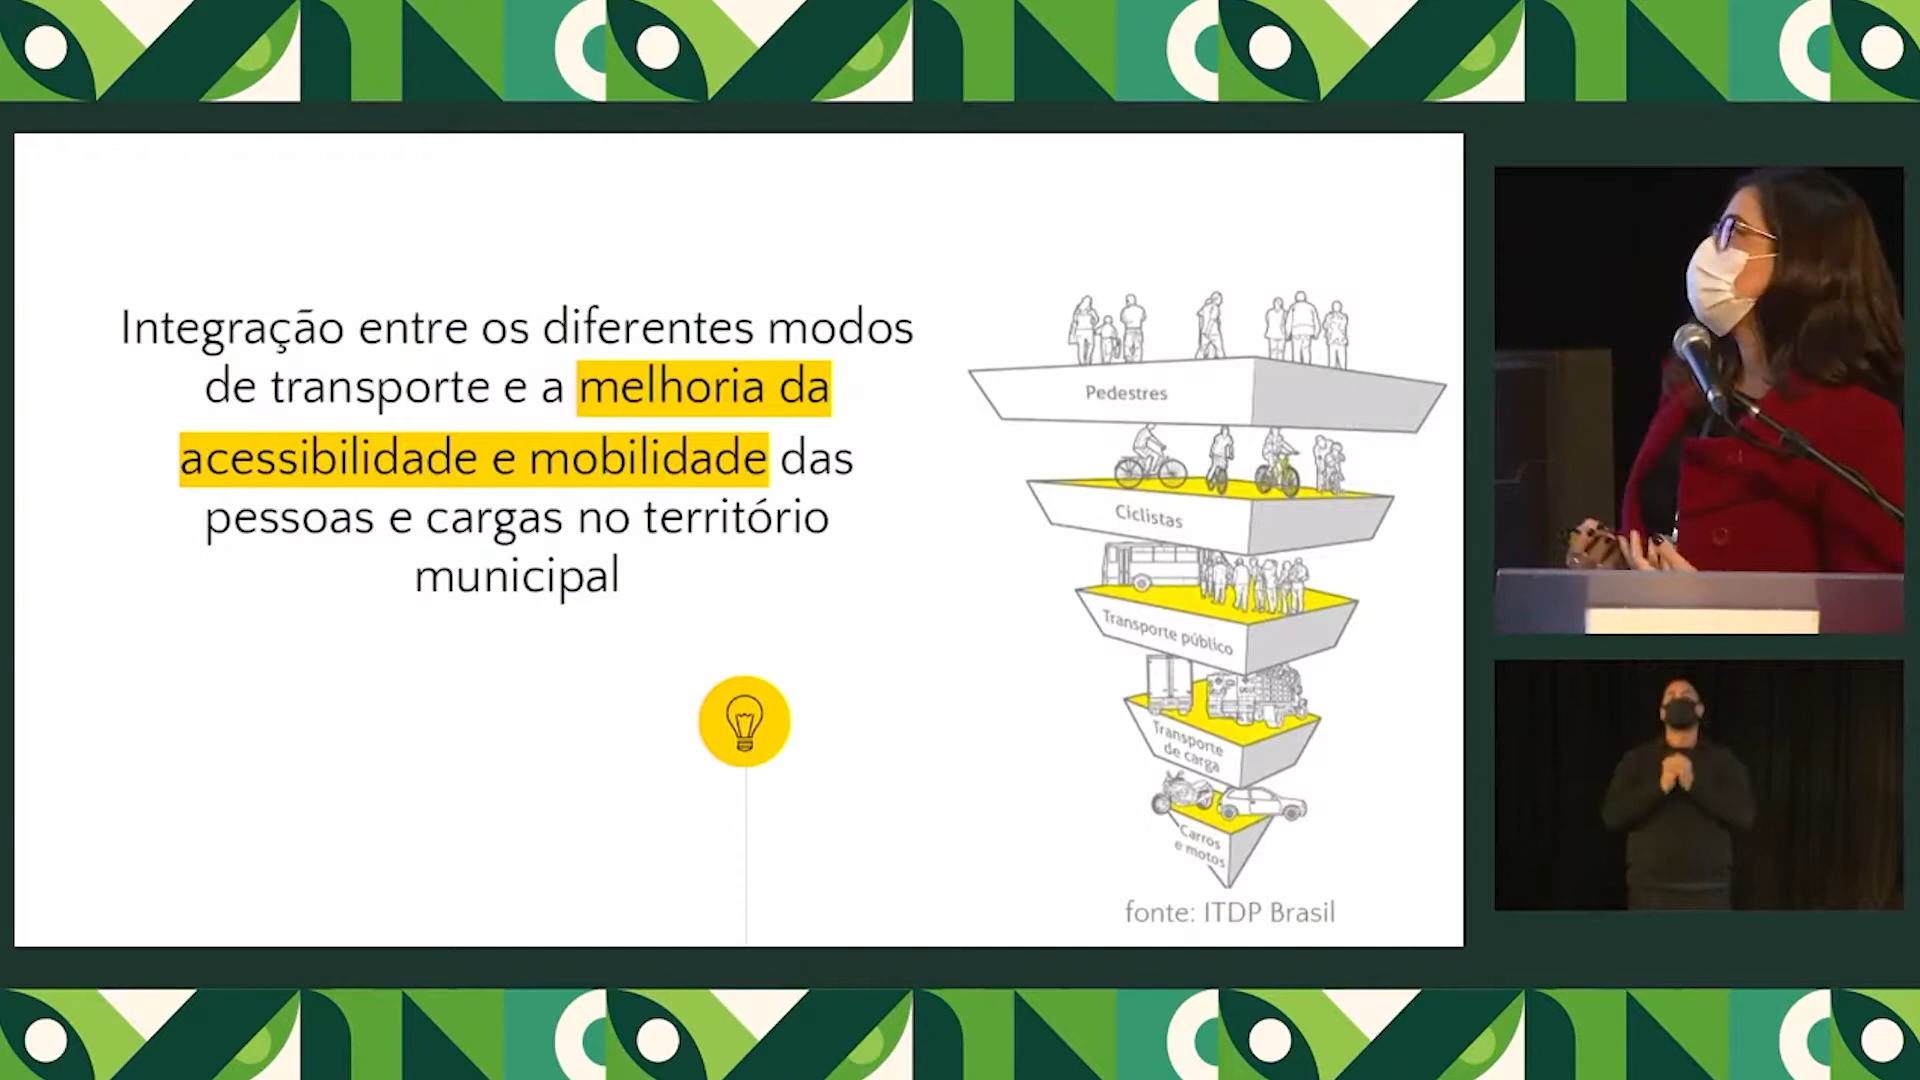 Integração entre os diferentes modos
de transporte e a melhoria da
acessibilidade e mobilidade das
pessoas e cargas no território
municipal
Pedestres
Ciclistas
Transporte público
Transporte
de carga
Carros
e motos
fonte: ITDP Brasil